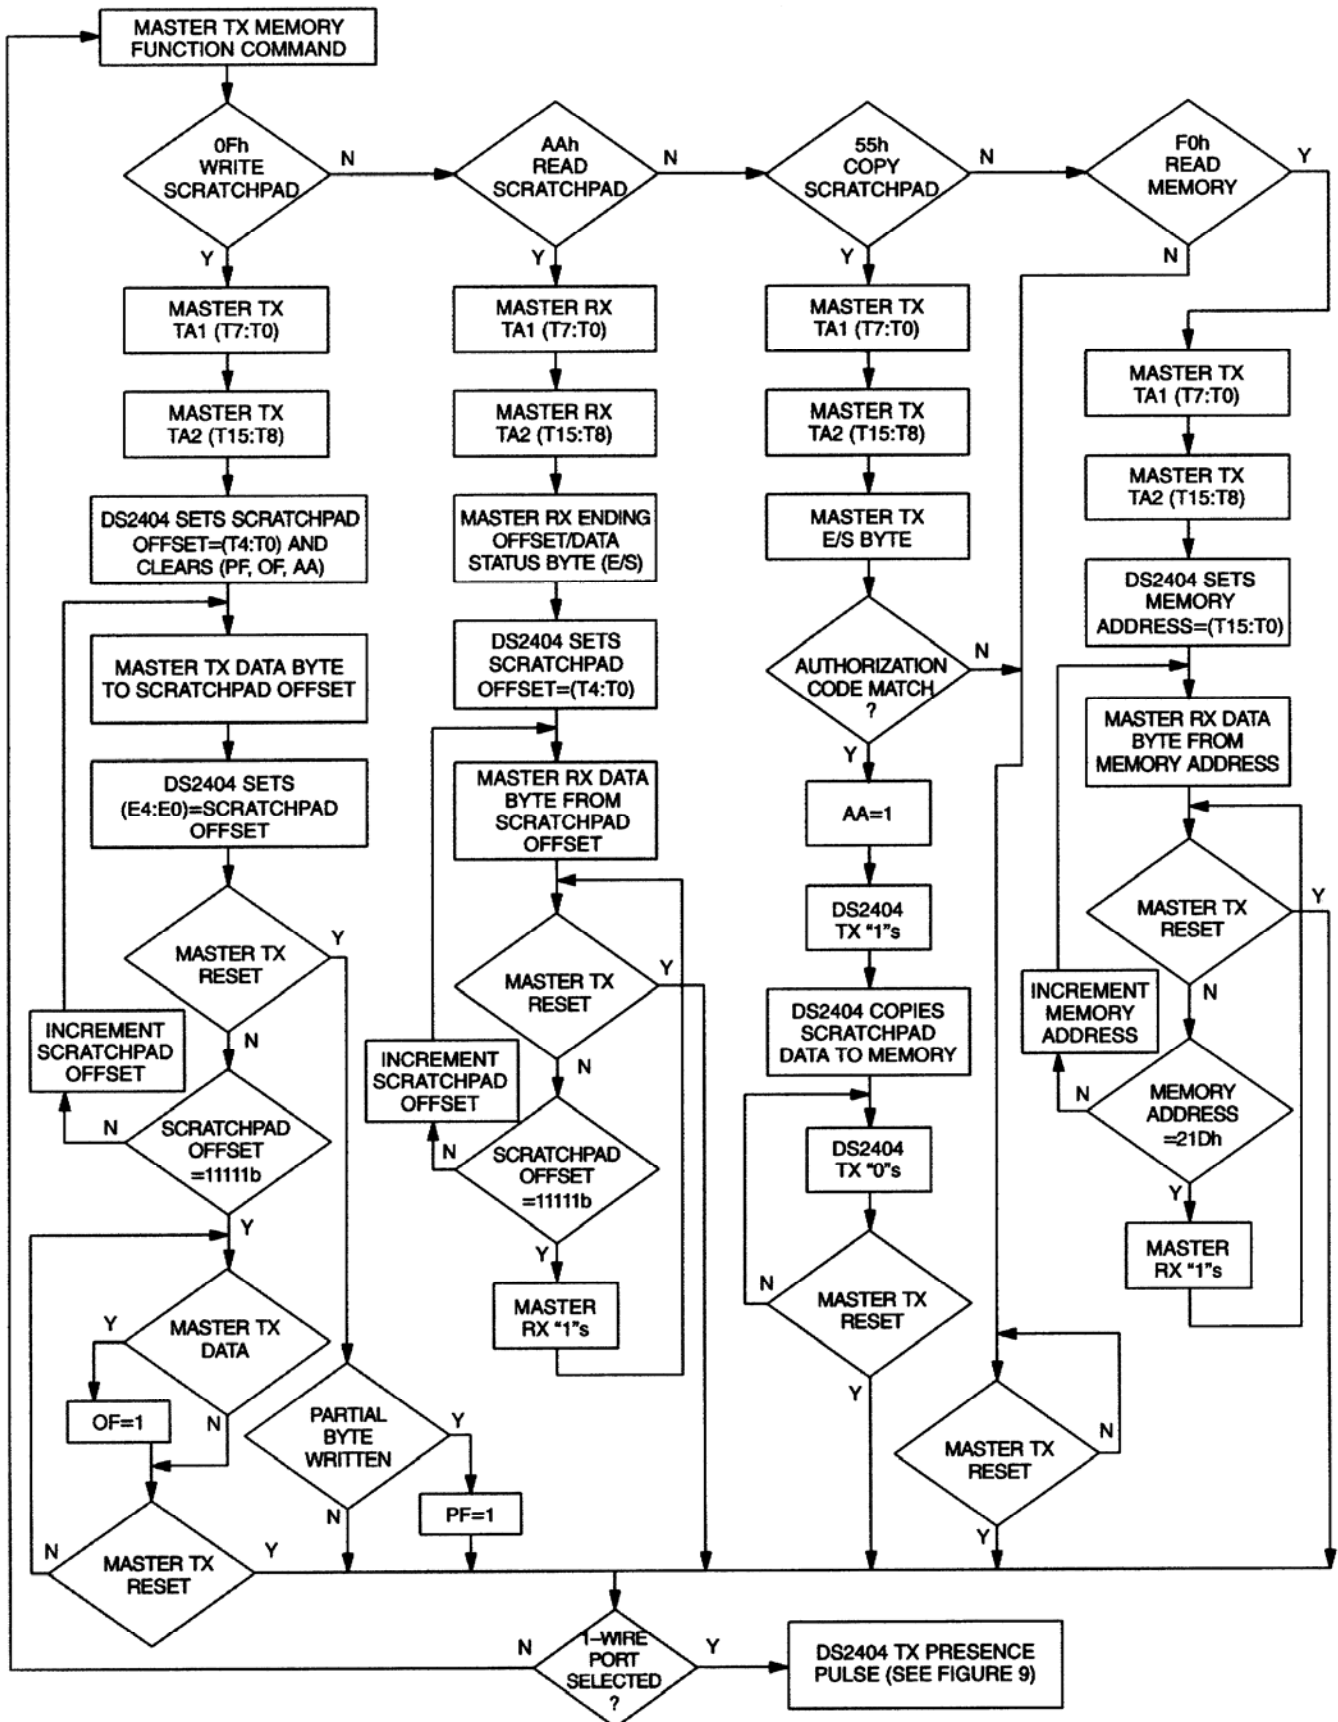 MASTER TX MEMORY
FUNCTION COMMAND
0Fh
WRITE
SCRATCHPAD
N
Y
MASTER TX
TA1 (T7:T0)
MASTER TX
TA2 (T15:T8)
DS2404 SETS SCRATCHPAD
OFFSET=(T4:T0) AND
CLEARS (PF, OF, AA)
MASTER TX DATA BYTE
TO SCRATCHPAD OFFSET
DS2404 SETS
(E4:E0)=SCRATCHPAD
OFFSET
MASTER TX
RESET
Y
N
INCREMENT
SCRATCHPAD
OFFSET
N
SCRATCHPAD
OFFSET
=11111b
Y
Y
MASTER TX
DATA
N
OF=1
N
MASTER TX
RESET
Y
PARTIAL
BYTE
WRITTEN
Y
N
PF=1
AAh
READ
SCRATCHPAD
N
Y
MASTER RX
TA1 (T7:T0)
MASTER RX
TA2 (T15:T8)
MASTER RX ENDING
OFFSET/DATA
STATUS BYTE (E/S)
DS2404 SETS
SCRATCHPAD
OFFSET=(T4:T0)
MASTER RX DATA
BYTE FROM
SCRATCHPAD
OFFSET
MASTER TX
RESET
Y
N
INCREMENT
SCRATCHPAD
OFFSET
N
SCRATCHPAD
OFFSET
=11111b
Y
MASTER
RX "1"s
55h
COPY
SCRATCHPAD
N
Y
MASTER TX
TA1 (T7:T0)
MASTER TX
TA2 (T15:T8)
MASTER TX
E/S BYTE
AUTHORIZATION
CODE MATCH
?
N
Y
AA=1
DS2404
TX "1"s
DS2404 COPIES
SCRATCHPAD
DATA TO MEMORY
DS2404
TX "0"s
N
MASTER TX
RESET
Y
F0h
READ
MEMORY
Y
N
MASTER TX
TA1 (T7:T0)
MASTER TX
TA2 (T15:T8)
DS2404 SETS
MEMORY
ADDRESS=(T15:T0)
MASTER RX DATA
BYTE FROM
MEMORY ADDRESS
MASTER TX
RESET
Y
N
INCREMENT
MEMORY
ADDRESS
N
MEMORY
ADDRESS
=21Dh
Y
MASTER
RX "1"s
MASTER TX
RESET
N
Y
1–WIRE
PORT
SELECTED
?
N
Y
DS2404 TX PRESENCE
PULSE (SEE FIGURE 9)